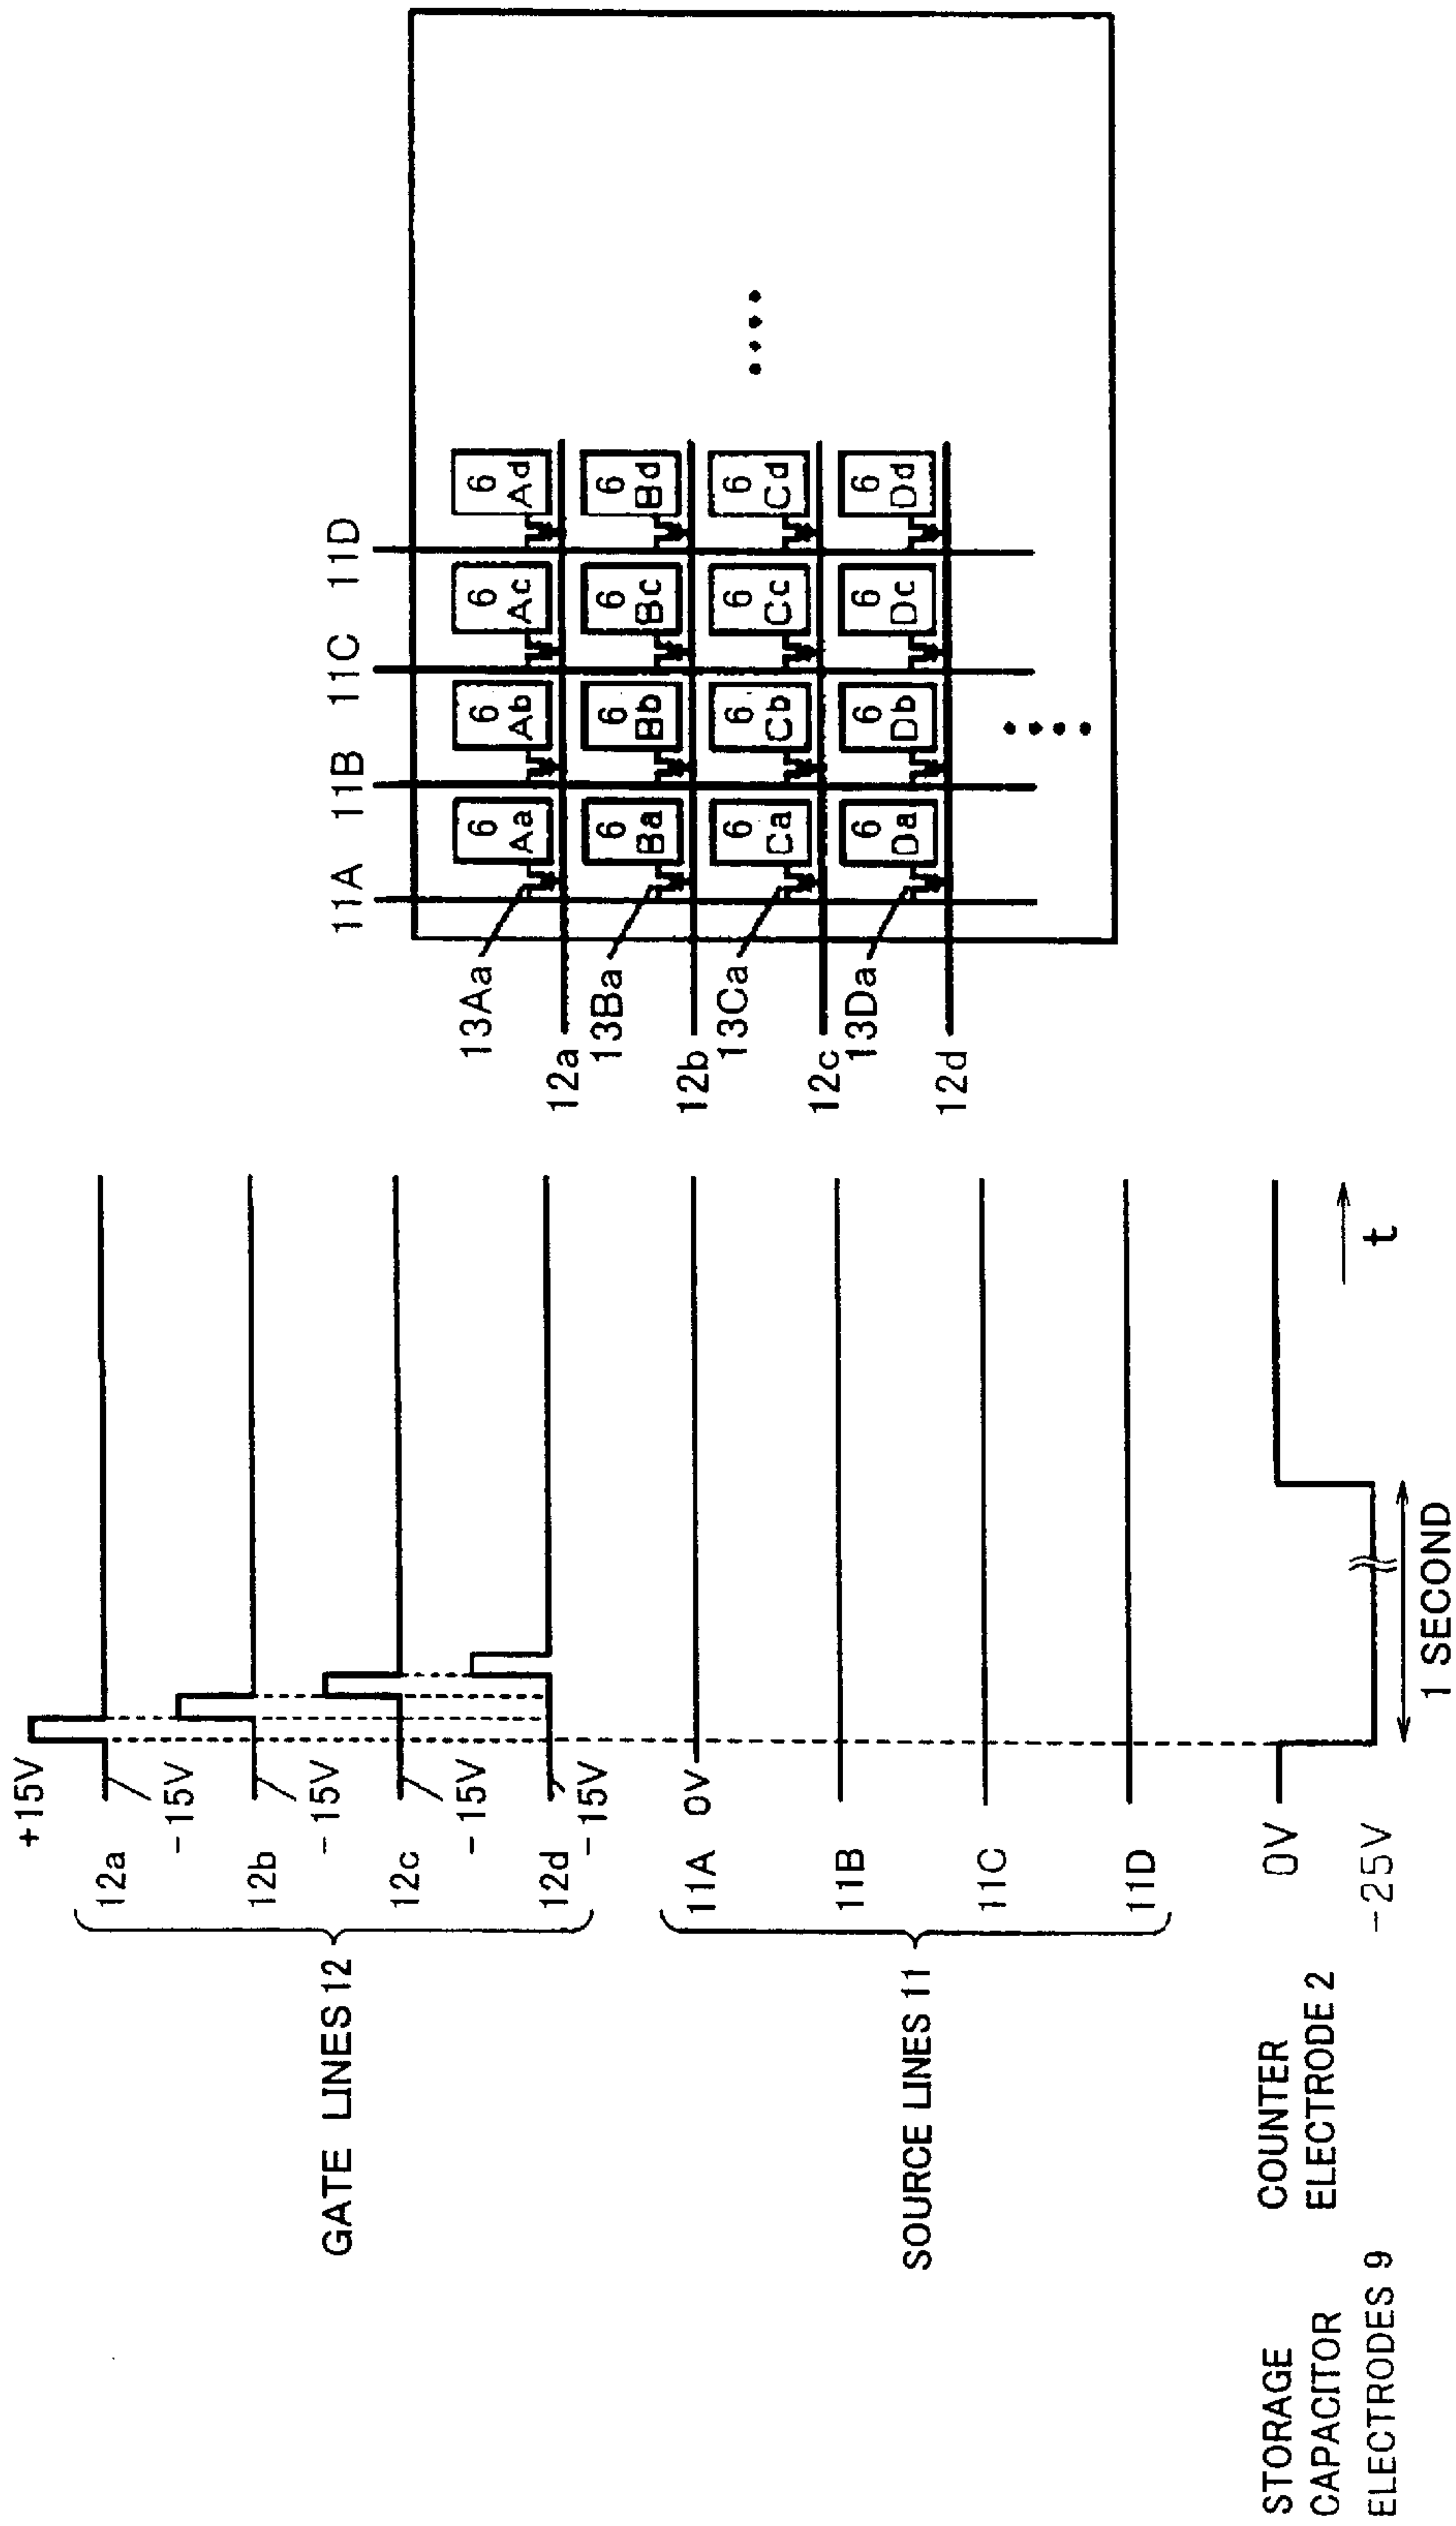 +15V
12a
-15V
12b
-15V
12c
-15V
12d
-15V
GATE LINES 12
11A
0V
11B
11C
11D
SOURCE LINES 11
STORAGE
CAPACITOR
ELECTRODES 9
COUNTER
ELECTRODE 2
0V
-25V
1 SECOND
t
11A
11B
11C
11D
13Aa
12a
13Ba
12b
13Ca
12c
13Da
12d
6
Aa
6
Ab
6
Ac
6
Ad
6
Ba
6
Bb
6
Bc
6
Bd
6
Ca
6
Cb
6
Cc
6
Cd
6
Da
6
Db
6
Dc
6
Dd